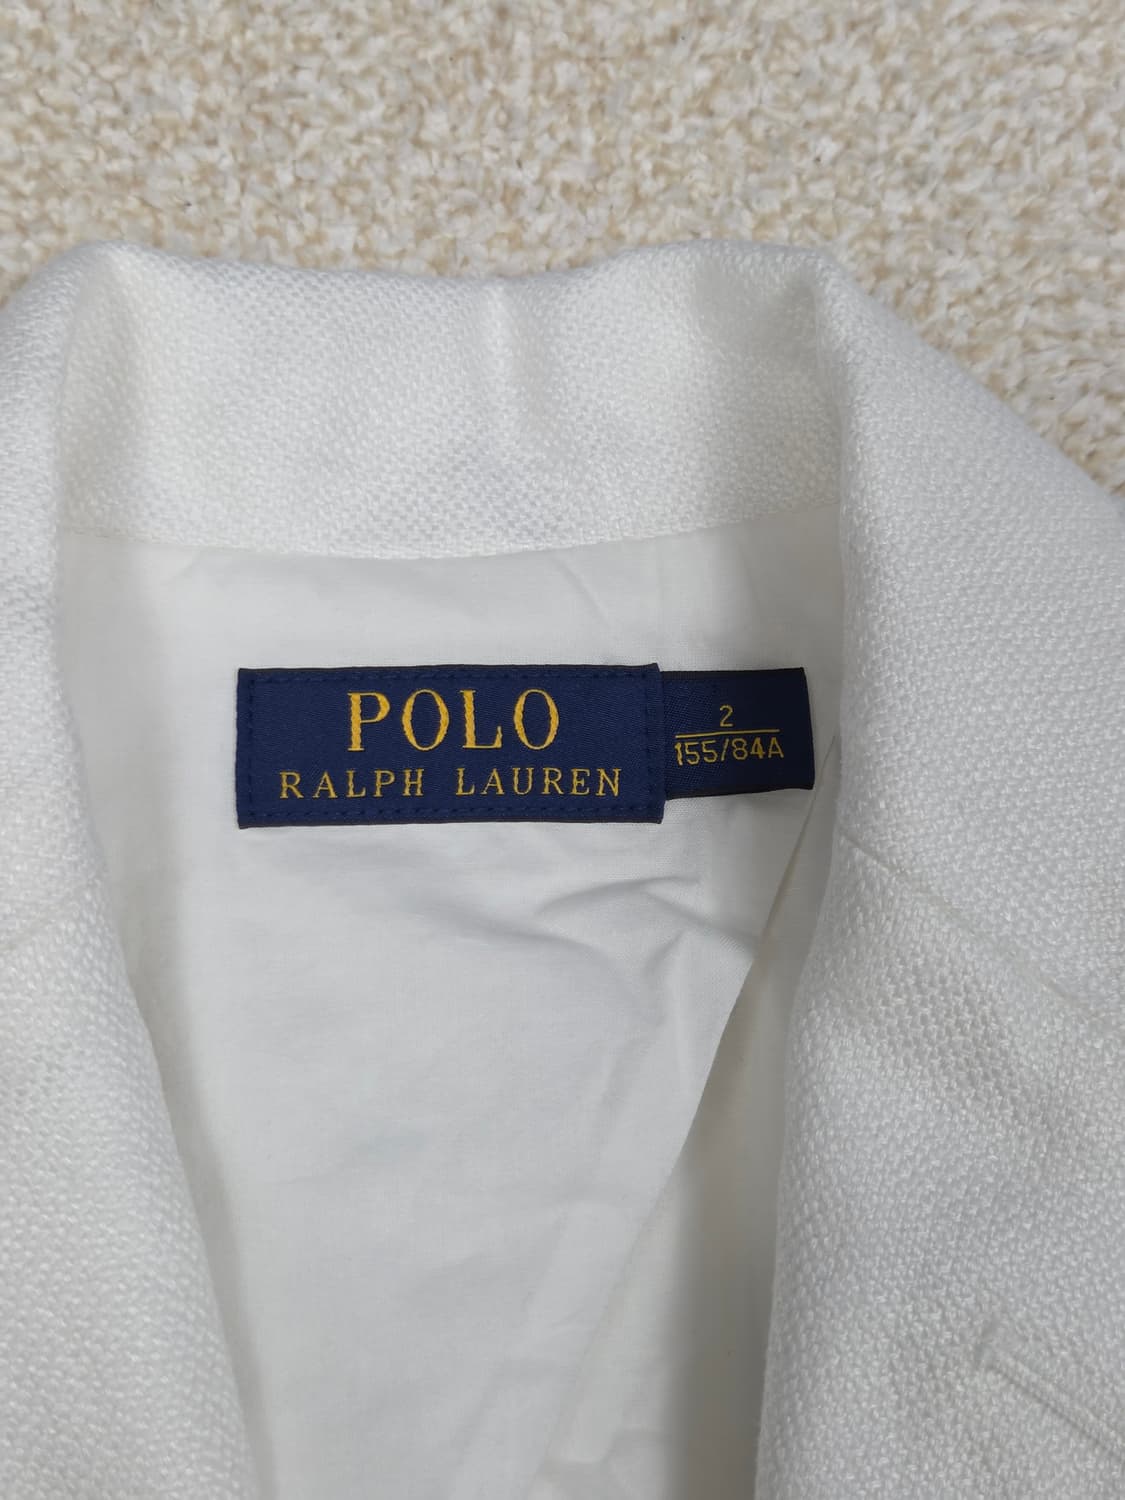 POLO
RALPH LAUREN
2
155/84A